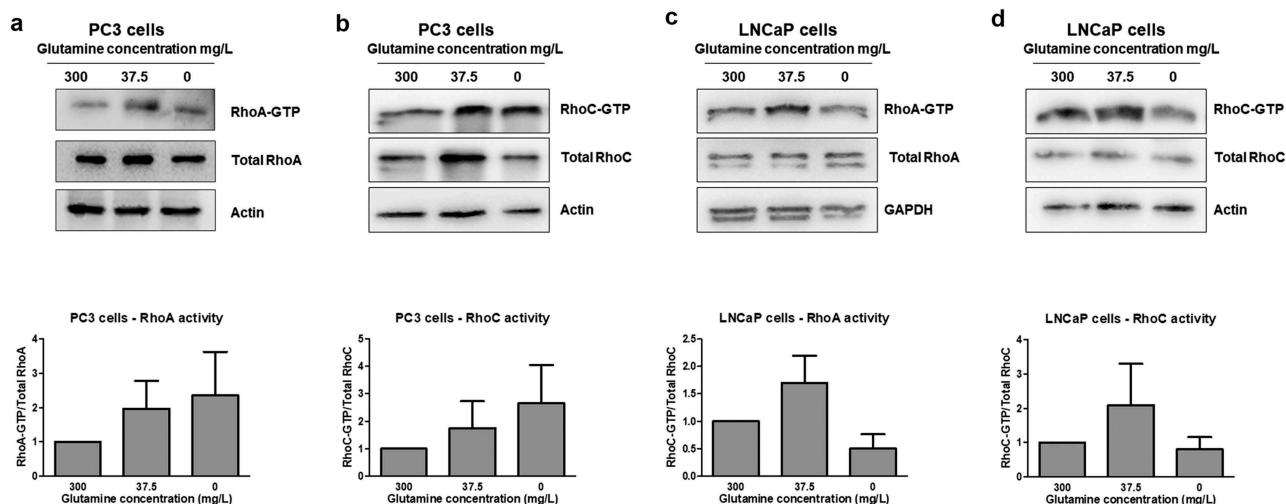 a
PC3 cells
Glutamine concentration mg/L
300 37.5 0
RhoA-GTP
Total RhoA
Actin
b
PC3 cells
Glutamine concentration mg/L
300 37.5 0
RhoC-GTP
Total RhoC
Actin
c
LNCaP cells
Glutamine concentration mg/L
300 37.5 0
RhoA-GTP
Total RhoA
GAPDH
d
LNCaP cells
Glutamine concentration mg/L
300 37.5 0
RhoC-GTP
Total RhoC
Actin
PC3 cells - RhoA activity
RhoA-GTP/Total RhoA
4
3
2
1
0
300 37.5 0
Glutamine concentration (mg/L)
PC3 cells - RhoC activity
RhoC-GTP/Total RhoC
5
4
3
2
1
0
300 37.5 0
Glutamine concentration (mg/L)
LNCaP cells - RhoA activity
RhoC-GTP/Total RhoC
2.5
2.0
1.5
1.0
0.5
0.0
300 37.5 0
Glutamine concentration (mg/L)
LNCaP cells - RhoC activity
RhoC-GTP/Total RhoC
4
3
2
1
0
300 37.5 0
Glutamine concentration (mg/L)